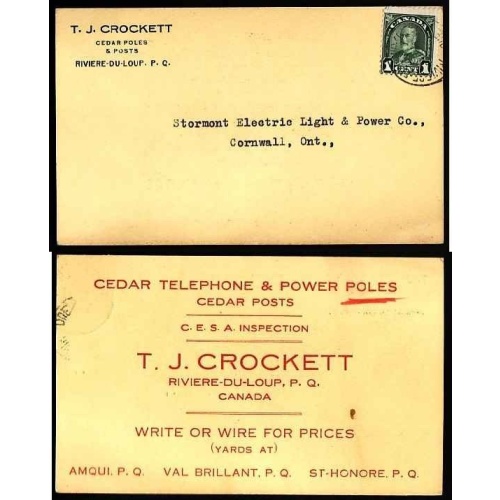 T. J. CROCKETT
CEDAR POLES
& POSTS
RIVIERE-DU-LOUP, P. Q.
CANADA
1 CENT 1
Stormont Electric Light & Power Co.,
Cornwall, Ont.,
CEDAR TELEPHONE & POWER POLES
CEDAR POSTS
C. E. S. A. INSPECTION
T. J. CROCKETT
RIVIERE-DU-LOUP, P. Q.
CANADA
WRITE OR WIRE FOR PRICES
(YARDS AT)
AMQUI, P. Q. VAL BRILLANT, P. Q. ST-HONORE, P. Q.